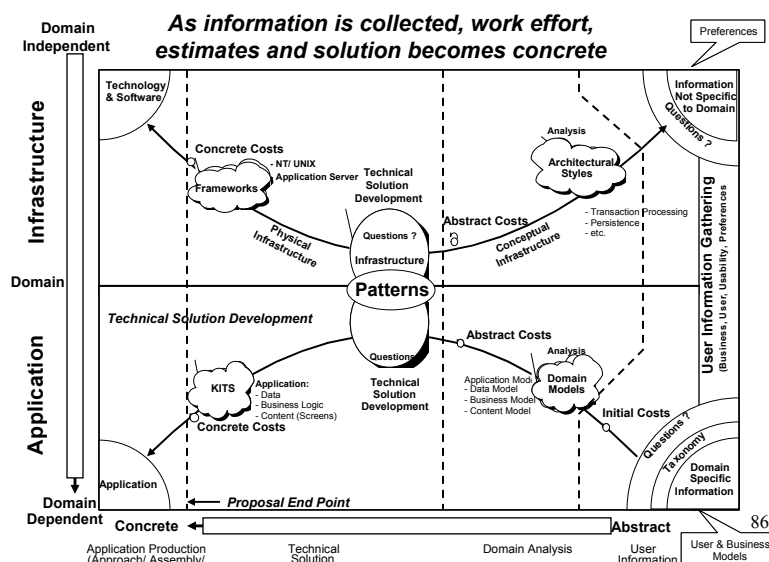 As information is collected, work effort,
estimates and solution becomes concrete
Domain
Independent
Preferences
Technology
& Software
Information
Not Specific
to Domain
Questions ?
Concrete Costs
- NT/ UNIX
Application Server
Frameworks
Technical
Solution
Development
Analysis
Architectural
Styles
Abstract Costs
- Transaction Processing
- Persistence
- etc.
Physical
Infrastructure
Questions ?
Infrastructure
Conceptual
Infrastructure
Infrastructure
User Information Gathering
(Business, User, Usability, Preferences
Domain
Patterns
Technical Solution Development
Abstract Costs
Questions
Technical
Solution
Development
Application
KITS
Application:
- Data
- Business Logic
- Content (Screens)
Concrete Costs
Analysis
Application Mod
- Data Model
- Business Model
- Content Model
Domain
Models
Initial Costs
Questions ?
Taxonomy
Domain
Specific
Information
Application
Proposal End Point
Domain
Dependent
Concrete
Abstract
86
Application Production
(Approach/ Assembly/
Technical
Solution
Domain Analysis
User
Information
User & Business
Models